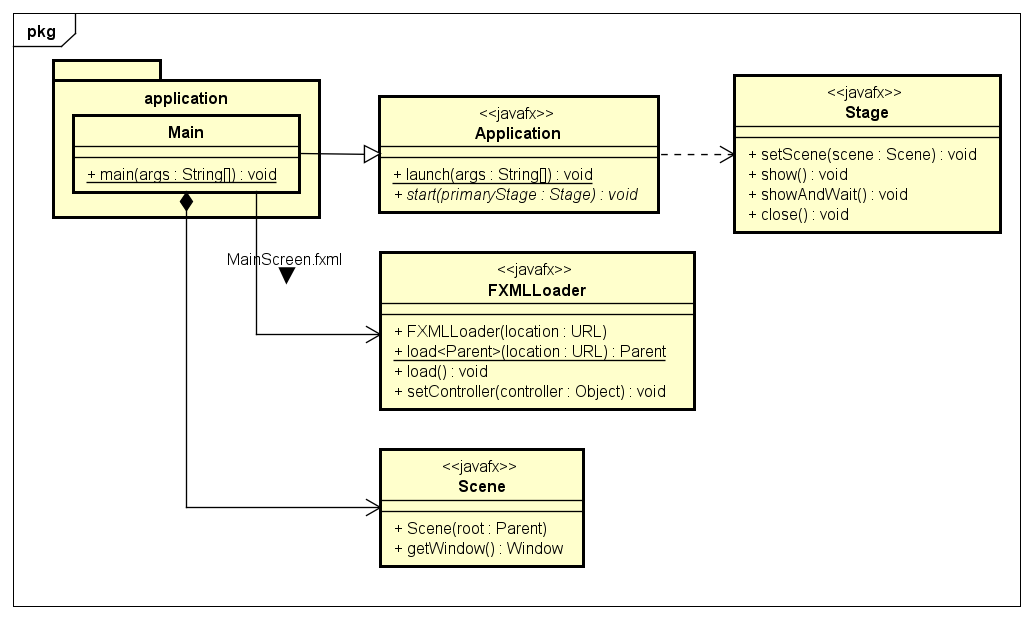 pkg
application
Main
+ main(args : String[]) : void
<<javafx>>
Application
+ launch(args : String[]) : void
+ start(primaryStage : Stage) : void
<<javafx>>
Stage
+ setScene(scene : Scene) : void
+ show() : void
+ showAndWait() : void
+ close() : void
MainScreen.fxml
<<javafx>>
FXMLLoader
+ FXMLLoader(location : URL)
+ load<Parent>(location : URL) : Parent
+ load() : void
+ setController(controller : Object) : void
<<javafx>>
Scene
+ Scene(root : Parent)
+ getWindow() : Window